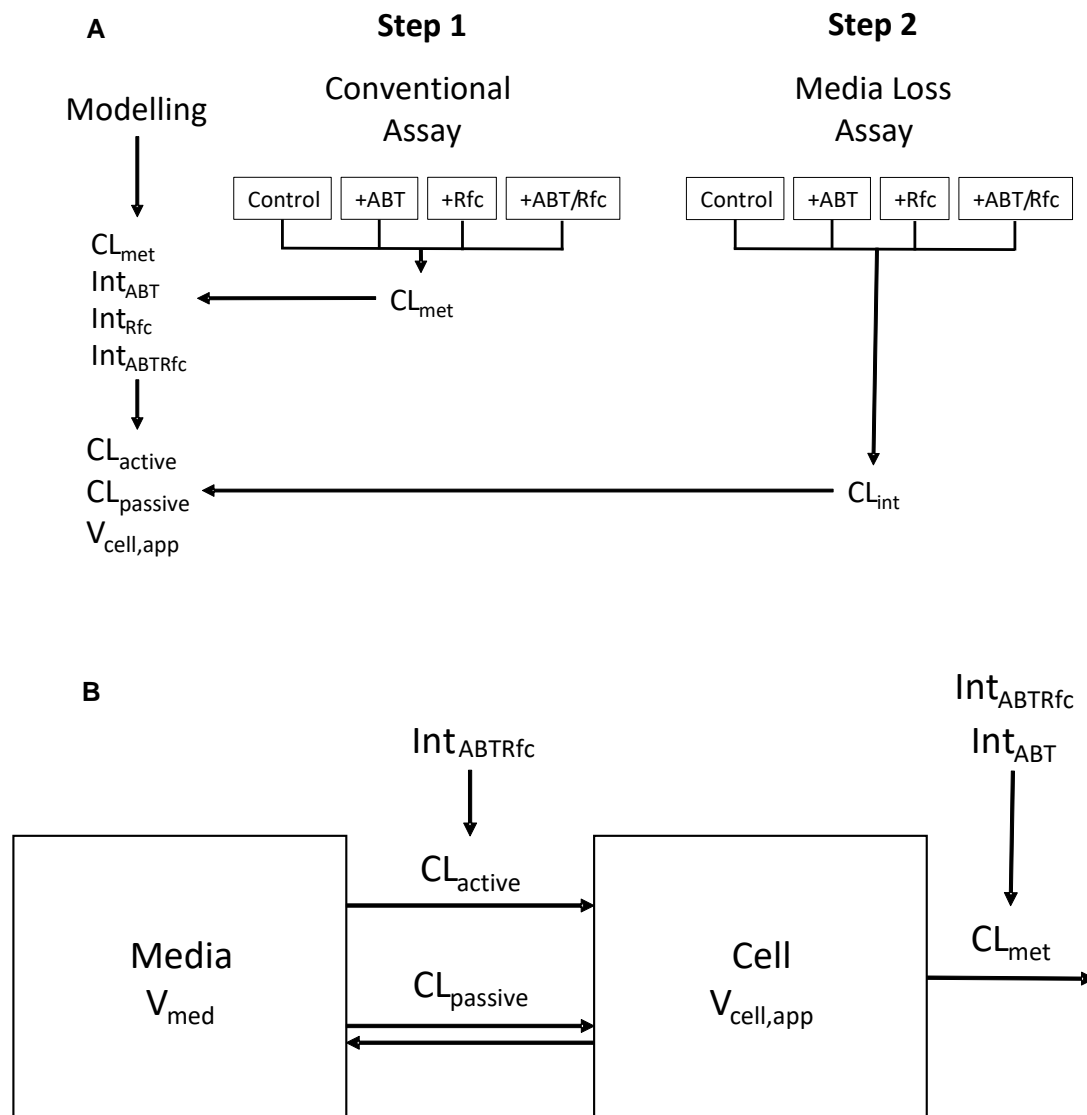 A
Step 1
Step 2
Modelling
Conventional
Assay
Media Loss
Assay
Control +ABT +Rfc +ABT/Rfc
Control +ABT +Rfc +ABT/Rfc
CLmet
IntABT
IntRfc
IntABTRfc
CLmet
CLactive
CLpassive
Vcell,app
CLint
B
IntABTRfc
IntABTRfc
IntABT
CLactive
CLpassive
CLmet
Media
Vmed
Cell
Vcell,app